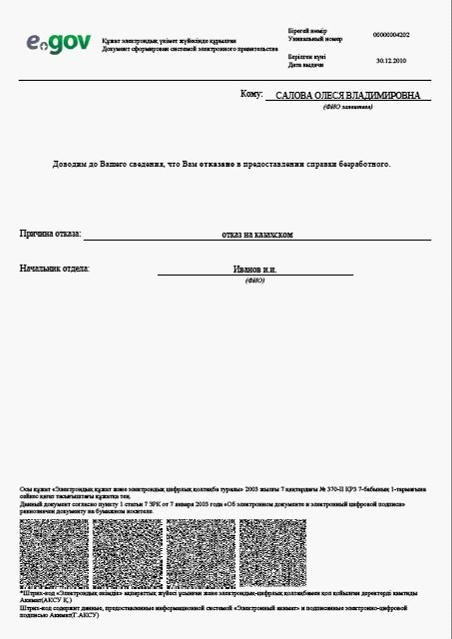 e.gov
Құжат электрондық үкімет жүйесінде құрылған
Документ сформирован системой электронного правительства
Бірегей нөмір
Уникальный номер
00000004202
Берілген күні
Дата выдачи
30.12.2010
Кому: САЛОВА ОЛЕСЯ ВЛАДИМИРОВНА
(ФИО заявителя)
Доводим до Вашего сведения, что Вам отказано в предоставлении справки безработного.
Причина отказа: отказ на казахском
Начальник отдела: Иванов и.и.
(ФИО)
Осы құжат «Электрондық құжат және электрондық цифрлық қолтаңба туралы» 2003 жылғы 7 қаңтардағы № 370-II ҚРЗ 7-бабының 1-тармағына
сәйкес қағаз тасығыштағы құжатқа тең.
Данный документ согласно пункту 1 статьи 7 ЗРК от 7 января 2003 года «Об электронном документе и электронный цифровой подписи»
равнозначен документу на бумажном носителе.
*Штрих-код «Электрондық әкімдік» ақпараттық жүйесі ұсынған және электрондық-цифрлық қолтаңбамен қол қойылған деректерді қамтиды
Акимат(АКСУ Қ.)
Штрих-код содержит данные, предоставленные информационной системой «Электронный акимат» и подписанные электронно-цифровой
подписью Акимат(Г.АКСУ)